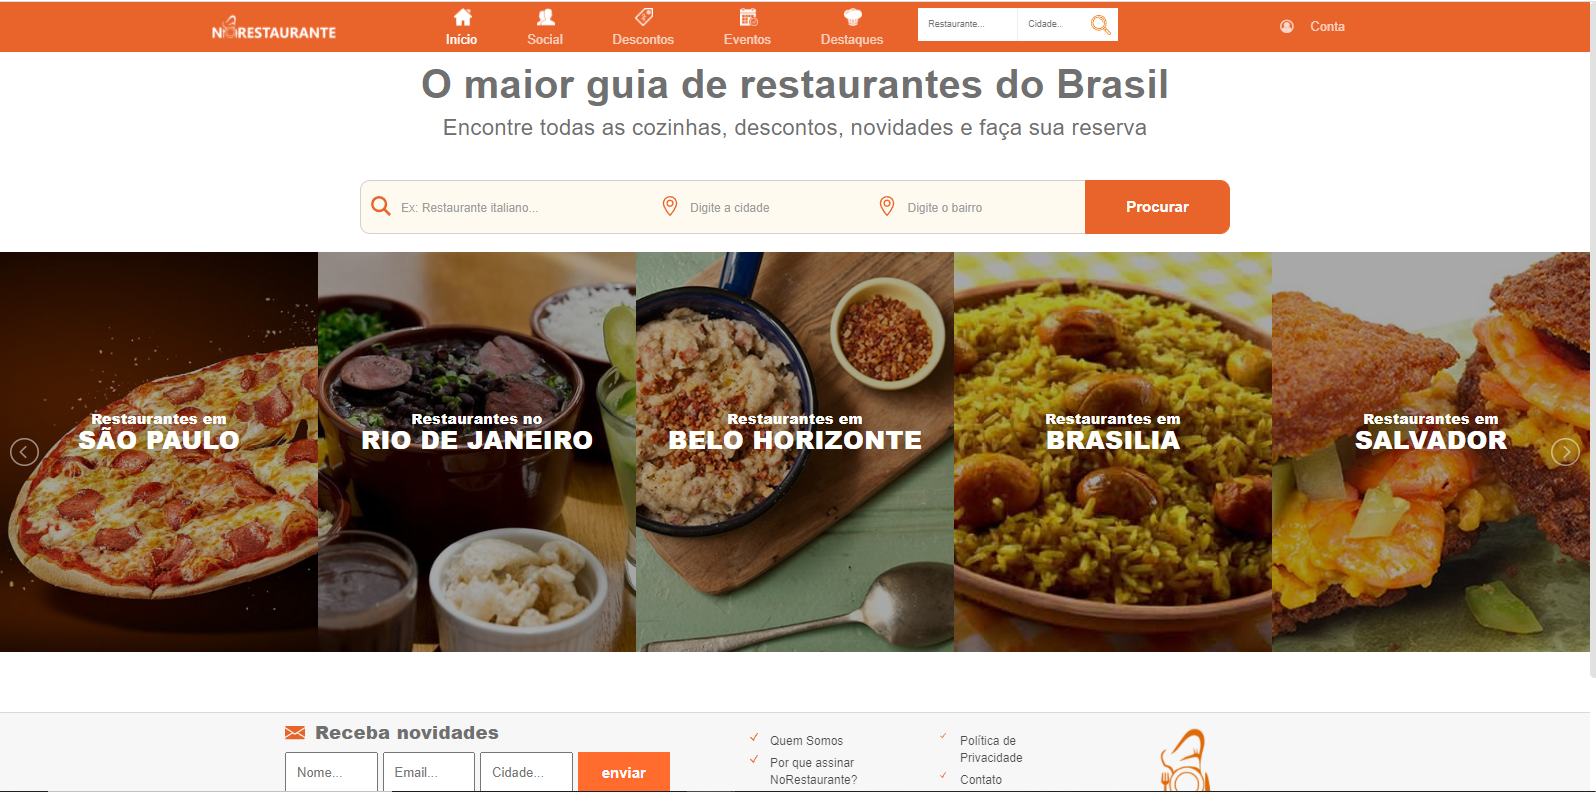 NORESTAURANTE
Início
Social
Descontos
Eventos
Destaques
Restaurante...
Cidade...
Conta
O maior guia de restaurantes do Brasil
Encontre todas as cozinhas, descontos, novidades e faça sua reserva
Ex: Restaurante italiano...
Digite a cidade
Digite o bairro
Procurar
Restaurantes em
SÃO PAULO
Restaurantes no
RIO DE JANEIRO
Restaurantes em
BELO HORIZONTE
Restaurantes em
BRASILIA
Restaurantes em
SALVADOR
Receba novidades
Nome...
Email...
Cidade...
enviar
Quem Somos
Por que assinar
NoRestaurante?
Política de
Privacidade
Contato